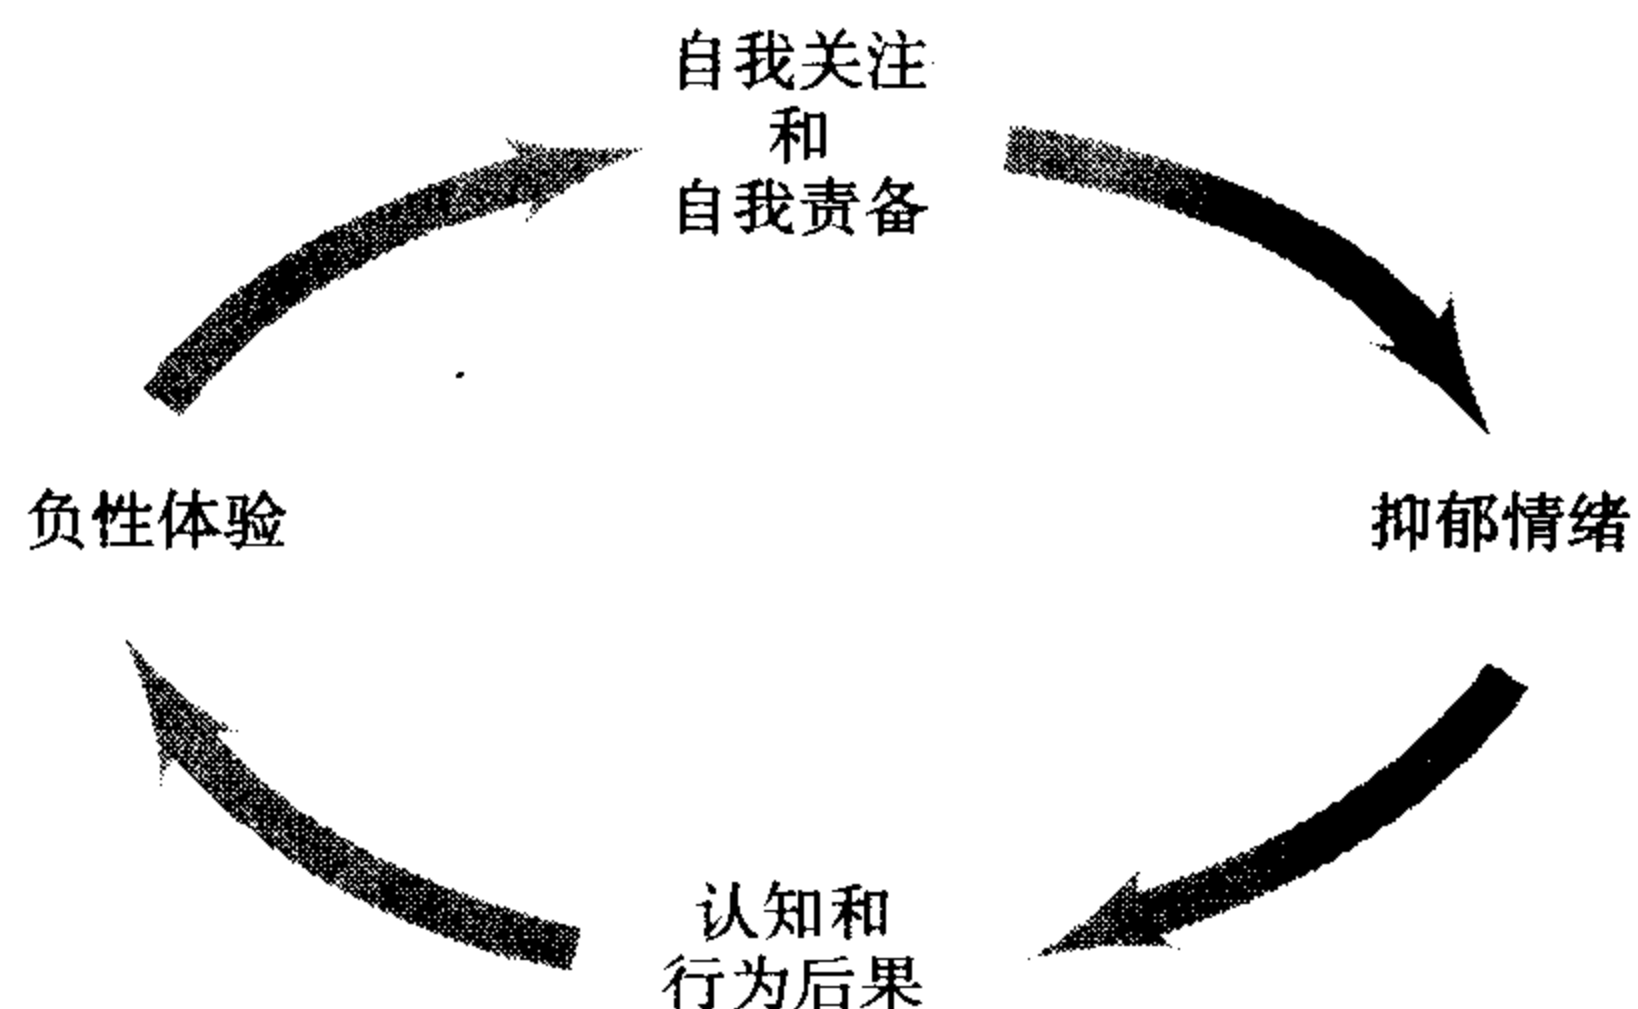 自我关注
和
自我责备
负性体验
抑郁情绪
认知和
行为后果